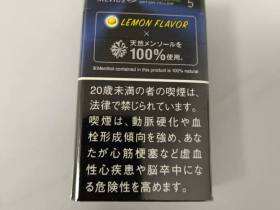 5
LEMON FLAVOR
×
天然メンソールを
100%使用。
※Menthol contained in this product is 100% natural
20歳未満の者の喫煙は、
法律で禁じられています。
喫煙は、動脈硬化や血
栓形成傾向を強め、あな
たが心筋梗塞など虚血
性心疾患や脳卒中にな
る危険性を高めます。